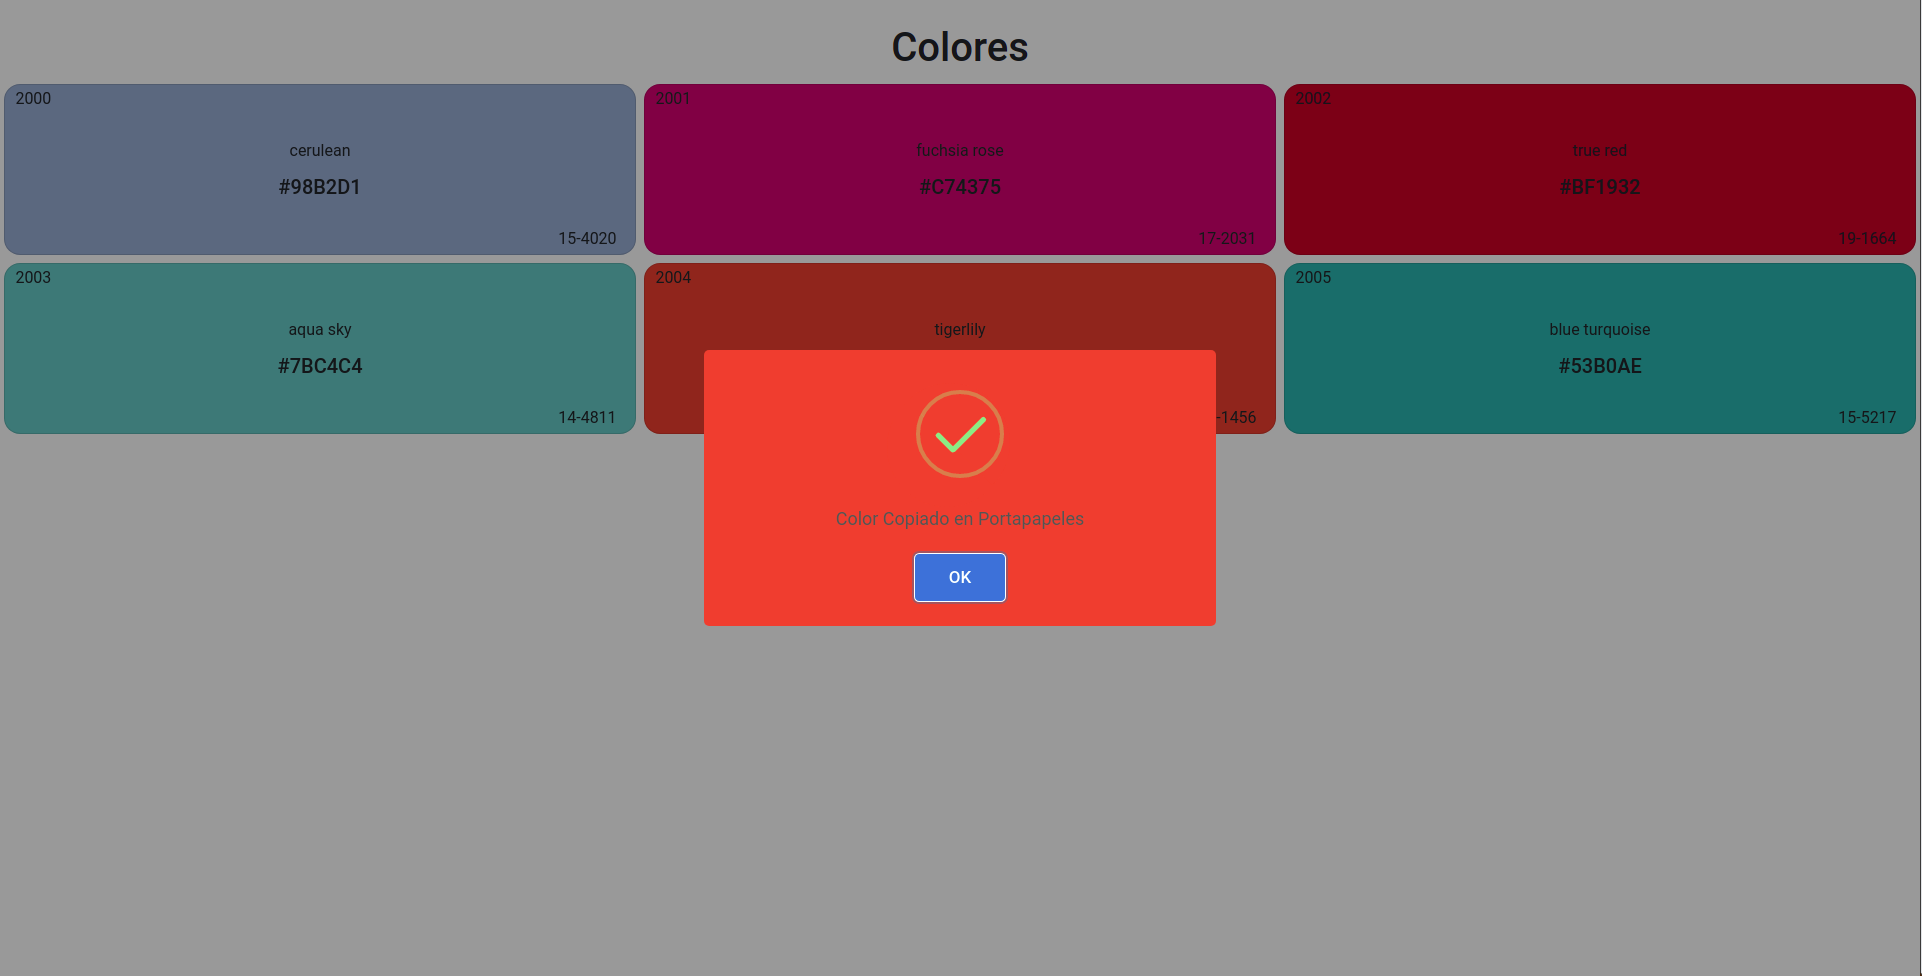 Colores
2000
cerulean
#98B2D1
15-4020
2001
fuchsia rose
#C74375
17-2031
2002
true red
#BF1932
19-1664
2003
aqua sky
#7BC4C4
14-4811
2004
tigerlily
-1456
2005
blue turquoise
#53B0AE
15-5217
Color Copiado en Portapapeles
OK